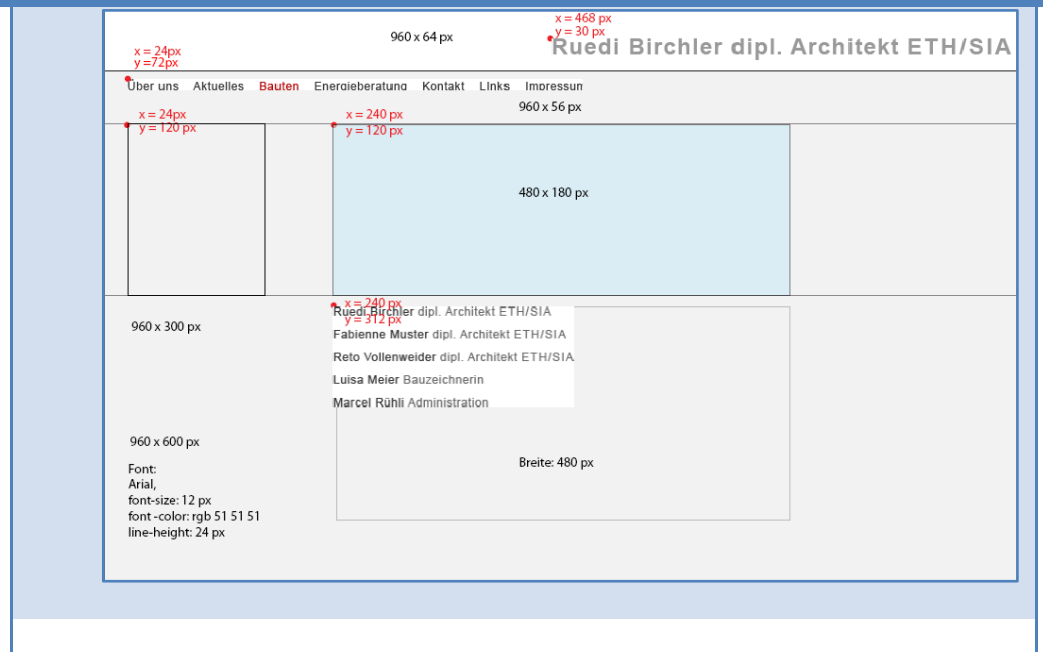 x = 468 px
960 x 64 px
y = 30 px
Ruedi Birchler dipl. Architekt ETH/SIA
x = 24px
y =72px
Über uns Aktuelles Bauten Energieberatung Kontakt LInks Impressum
960 x 56 px
x = 24px
y = 120 px
x = 240 px
y = 120 px
480 x 180 px
x = 240 px
y = 312 px
Ruedi Birchler dipl. Architekt ETH/SIA
Fabienne Muster dipl. Architekt ETH/SIA
Reto Vollenweider dipl. Architekt ETH/SIA
Luisa Meier Bauzeichnerin
Marcel Rühli Administration
960 x 300 px
960 x 600 px
Breite: 480 px
Font:
Arial,
font-size: 12 px
font -color: rgb 51 51 51
line-height: 24 px